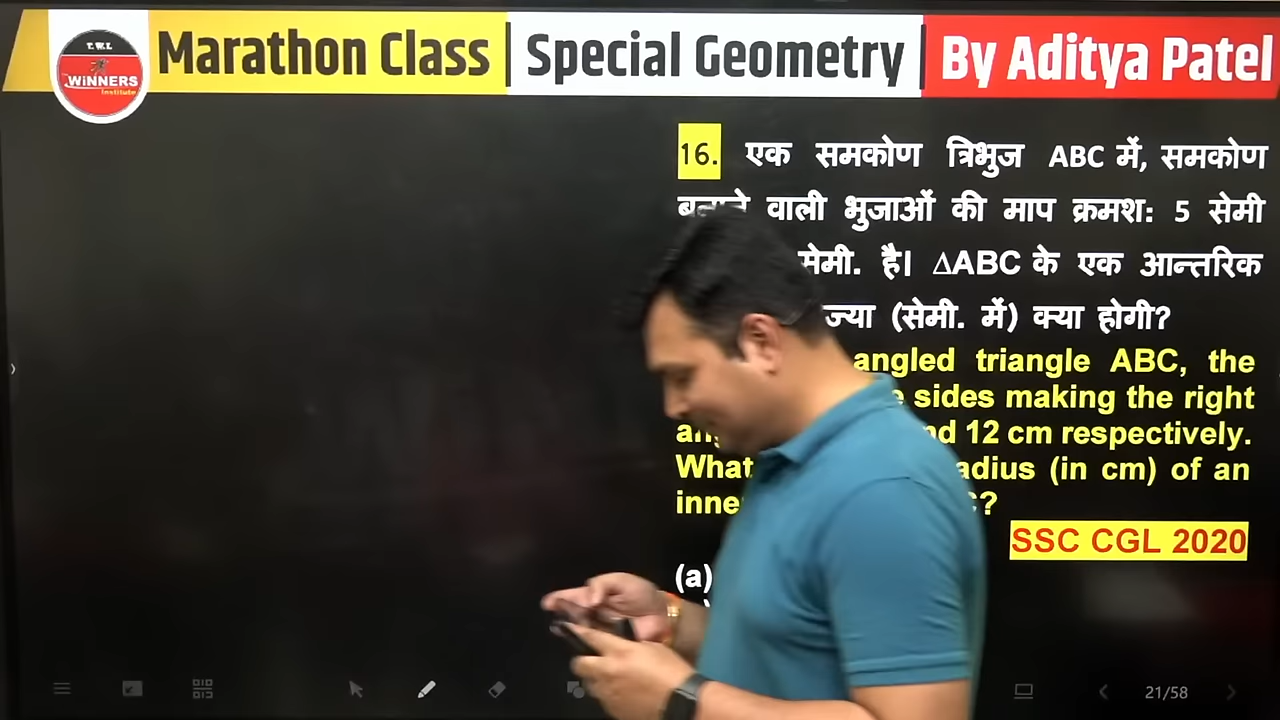 T.W.I.
WINNERS
Institute
Marathon Class | Special Geometry | By Aditya Patel
16. एक समकोण त्रिभुज ABC में, समकोण
वाली भुजाओं की माप क्रमश: 5 सेमी
सेमी. है। ΔABC के एक आन्तरिक
क्या होगी? (सेमी. में)
angled triangle ABC, the
sides making the right
12 cm respectively.
What (in cm) of an
SSC CGL 2020
(a)
21/58